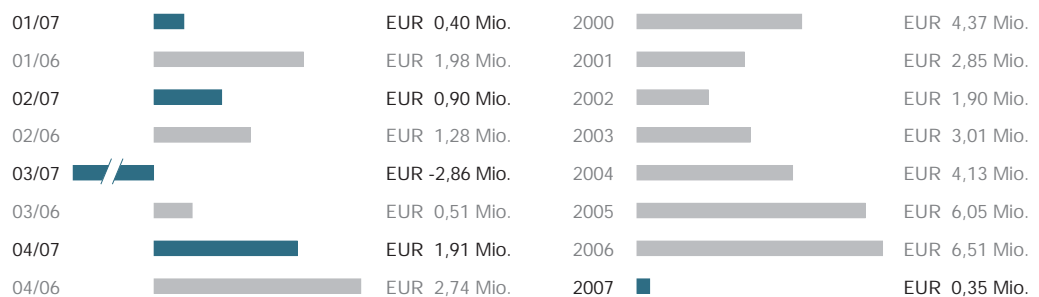 01/07 EUR 0,40 Mio.
01/06 EUR 1,98 Mio.
02/07 EUR 0,90 Mio.
02/06 EUR 1,28 Mio.
03/07 EUR -2,86 Mio.
03/06 EUR 0,51 Mio.
04/07 EUR 1,91 Mio.
04/06 EUR 2,74 Mio.
2000 EUR 4,37 Mio.
2001 EUR 2,85 Mio.
2002 EUR 1,90 Mio.
2003 EUR 3,01 Mio.
2004 EUR 4,13 Mio.
2005 EUR 6,05 Mio.
2006 EUR 6,51 Mio.
2007 EUR 0,35 Mio.